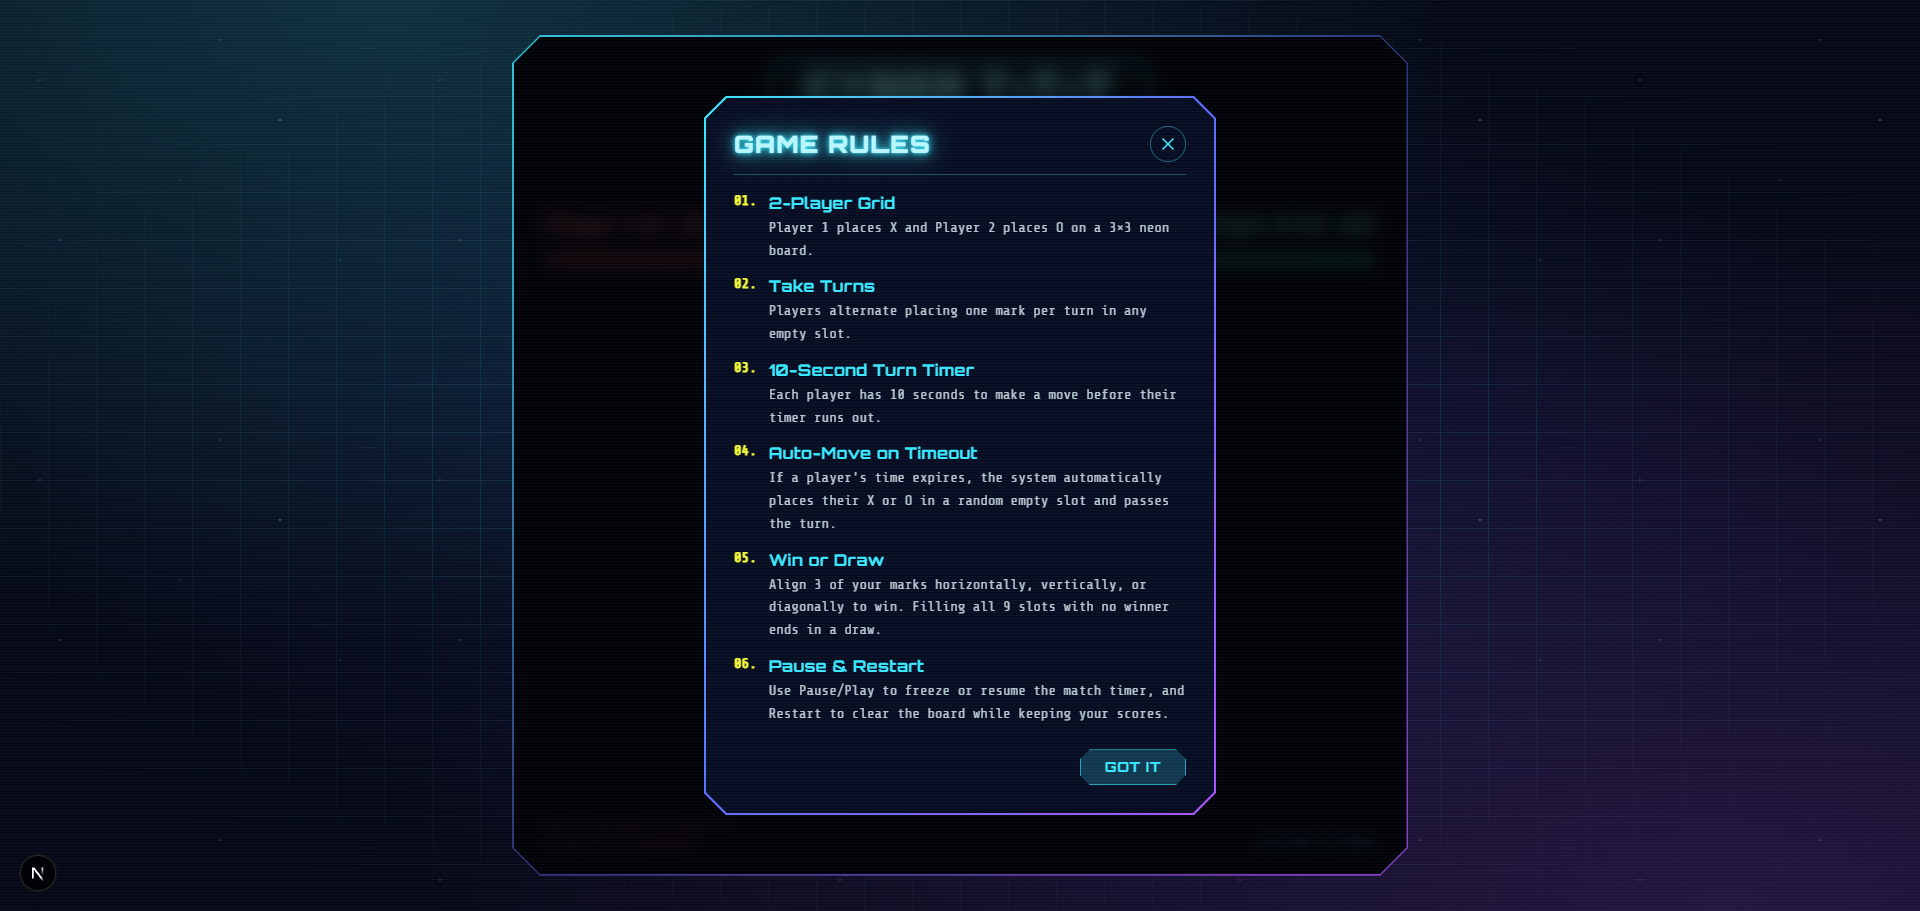 GAME RULES
01. 2-Player Grid
Player 1 places X and Player 2 places O on a 3×3 neon
board.
02. Take Turns
Players alternate placing one mark per turn in any
empty slot.
03. 10-Second Turn Timer
Each player has 10 seconds to make a move before their
timer runs out.
04. Auto-Move on Timeout
If a player's time expires, the system automatically
places their X or O in a random empty slot and passes
the turn.
05. Win or Draw
Align 3 of your marks horizontally, vertically, or
diagonally to win. Filling all 9 slots with no winner
ends in a draw.
06. Pause & Restart
Use Pause/Play to freeze or resume the match timer, and
Restart to clear the board while keeping your scores.
GOT IT
N